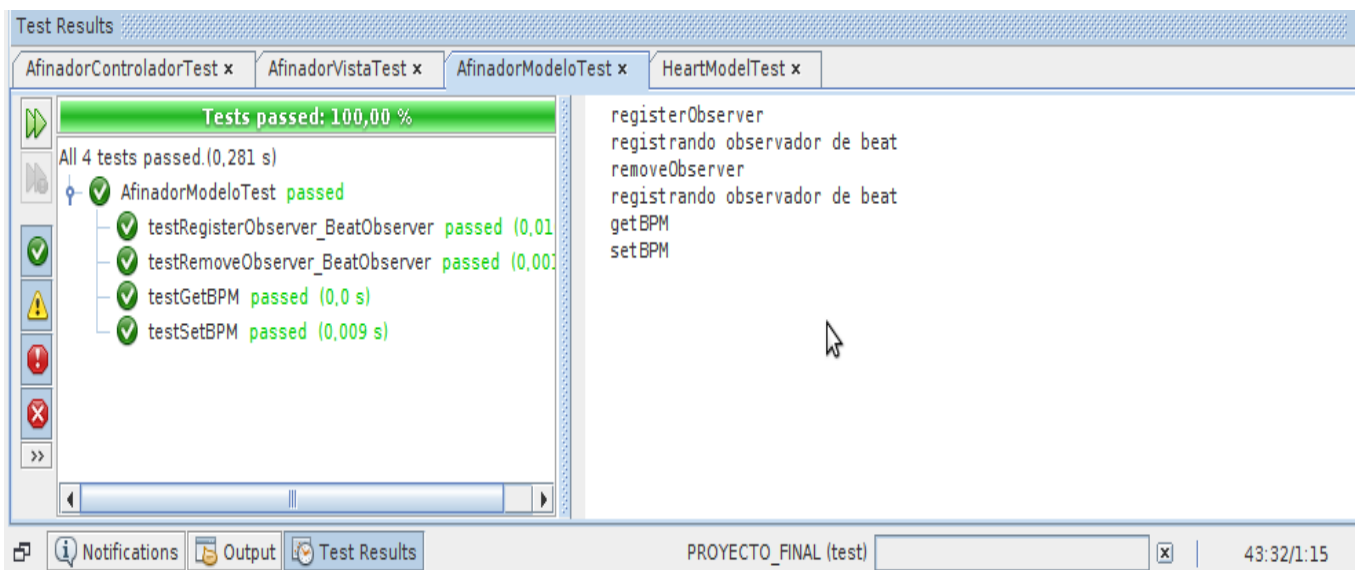 Test Results
AfinadorControladorTest x AfinadorVistaTest x AfinadorModeloTest x HeartModelTest x
Tests passed: 100,00 %
All 4 tests passed.(0,281 s)
AfinadorModeloTest passed
testRegisterObserver_BeatObserver passed (0,01
testRemoveObserver_BeatObserver passed (0,001
testGetBPM passed (0,0 s)
testSetBPM passed (0,009 s)
>>
registerObserver
registrando observador de beat
removeObserver
registrando observador de beat
getBPM
setBPM
Notifications Output Test Results PROYECTO_FINAL (test) 43:32/1:15